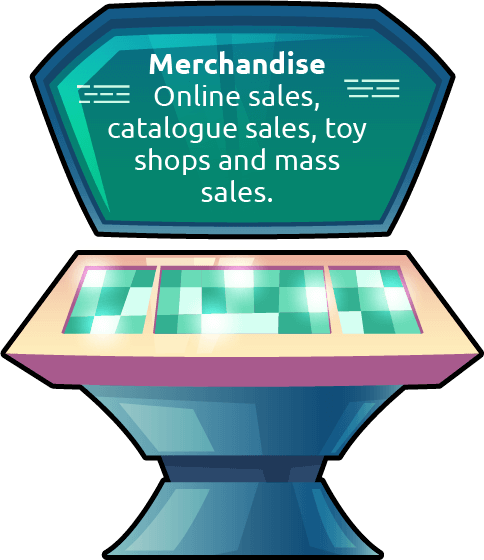 Merchandise
Online sales,
catalogue sales, toy
shops and mass
sales.